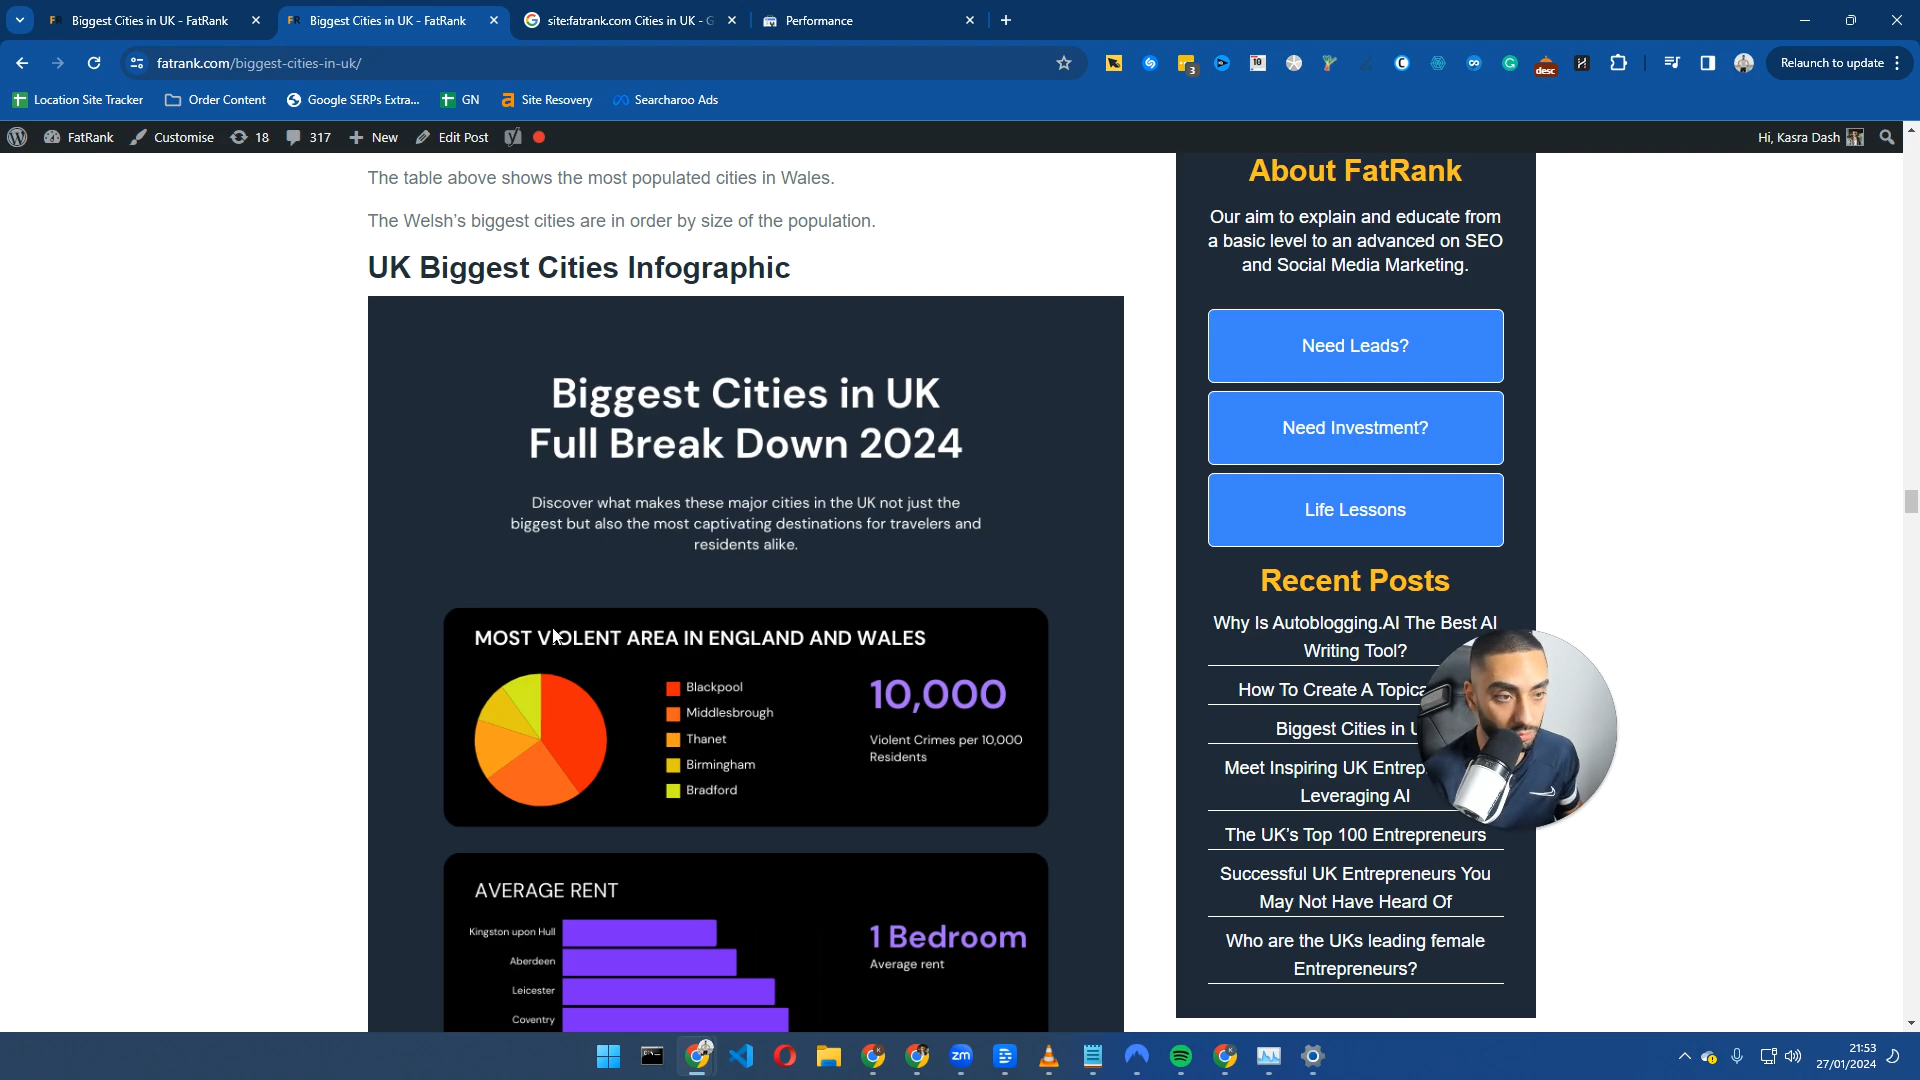 Biggest Cities in UK - FatRank
Biggest Cities in UK - FatRank
site:fatrank.com Cities in UK - G
Performance
fatrank.com/biggest-cities-in-uk/
3
10
desc
Relaunch to update
Location Site Tracker
Order Content
Google SERPs Extra...
GN
Site Recovery
Searcharoo Ads
FatRank
Customise
18
317
New
Edit Post
Hi, Kasra Dash
The table above shows the most populated cities in Wales.
The Welsh's biggest cities are in order by size of the population.
UK Biggest Cities Infographic
Biggest Cities in UK
Full Break Down 2024
Discover what makes these major cities in the UK not just the
biggest but also the most captivating destinations for travelers and
residents alike.
MOST VIOLENT AREA IN ENGLAND AND WALES
Blackpool
Middlesbrough
Thanet
Birmingham
Bradford
10,000
Violent Crimes per 10,000
Residents
AVERAGE RENT
Kingston upon Hull
Aberdeen
Leicester
Coventry
1 Bedroom
Average rent
About FatRank
Our aim to explain and educate from
a basic level to an advanced on SEO
and Social Media Marketing.
Need Leads?
Need Investment?
Life Lessons
Recent Posts
Why Is Autoblogging.AI The Best AI
Writing Tool?
How To Create A Topica
Biggest Cities in U
Meet Inspiring UK Entrep
Leveraging AI
The UK's Top 100 Entrepreneurs
Successful UK Entrepreneurs You
May Not Have Heard Of
Who are the UKs leading female
Entrepreneurs?
zm
21:53
27/01/2024